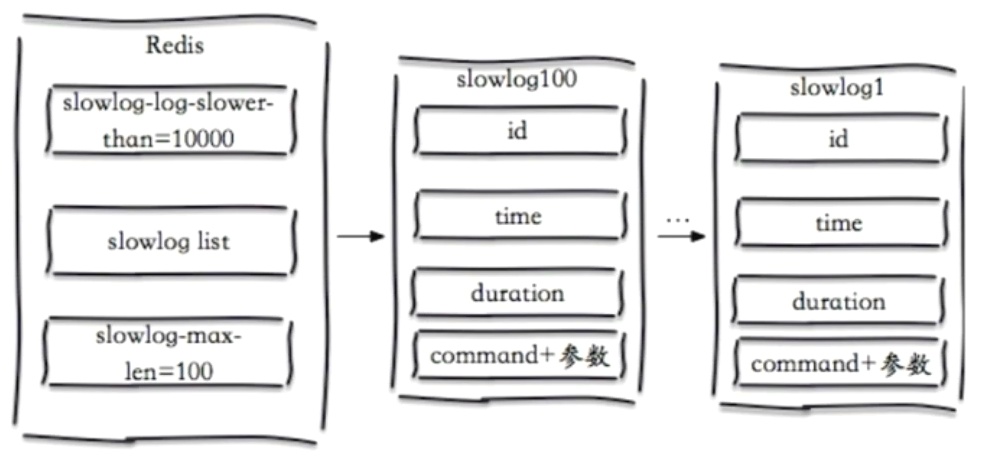 Redis
slowlog-log-slower-
than=10000
slowlog list
slowlog-max-
len=100
slowlog100
id
time
duration
command+参数
...
slowlog1
id
time
duration
command+参数